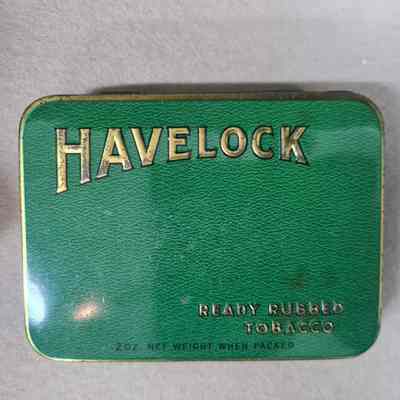 HAVELOCK
READY RUBBED
TOBACCO
2 OZ. NET WEIGHT WHEN PACKED